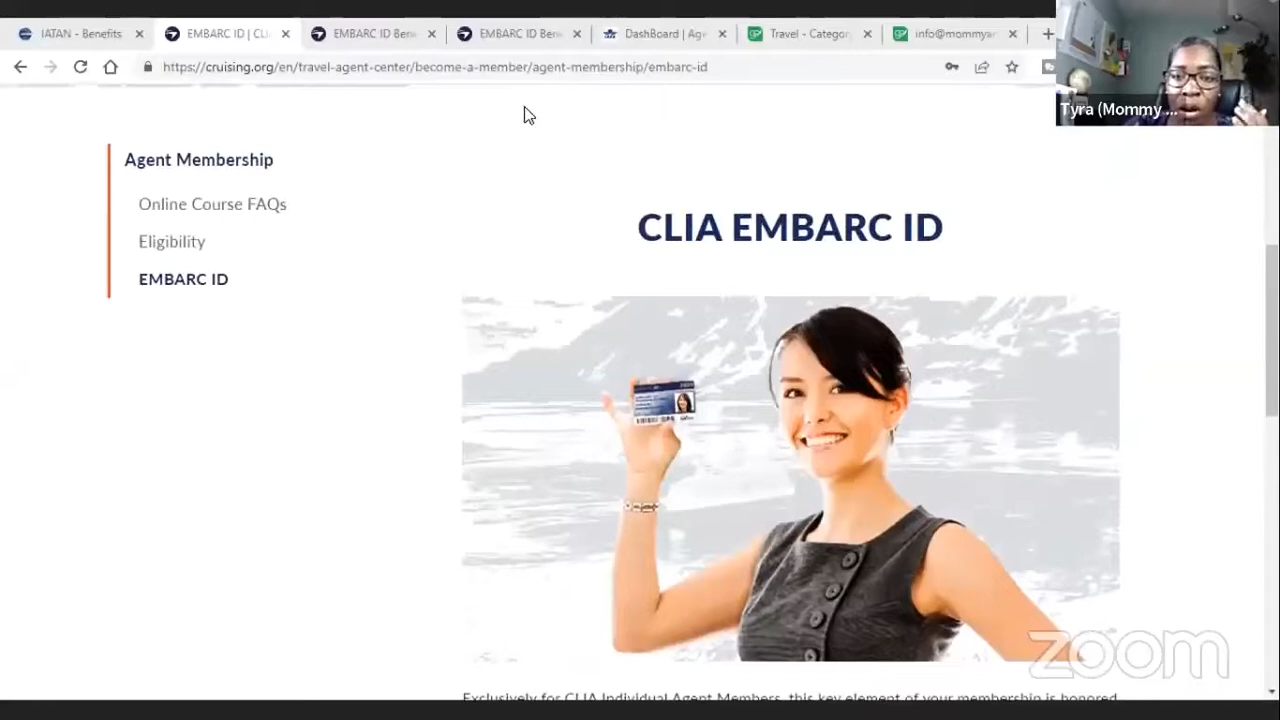 IATAN - Benefits
EMBARC ID | CLI
EMBARC ID Ben
EMBARC ID Ben
DashBoard | Ag
Travel - Categor
info@mommyar
https://cruising.org/en/travel-agent-center/become-a-member/agent-membership/embarc-id
Tyra (Mommy ...
Agent Membership
Online Course FAQs
Eligibility
EMBARC ID
CLIA EMBARC ID
zoom
Exclusively for CLIA Individual Agent Members, this key element of your membership is honored